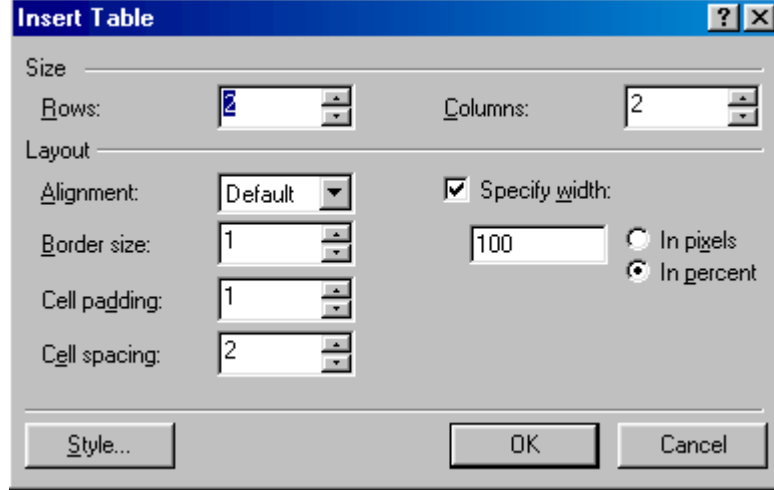 Insert Table
Size
Rows: 2 Columns: 2
Layout
Alignment: Default Specify width:
Border size: 1 100 In pixels
In percent
Cell padding: 1
Cell spacing: 2
Style... OK Cancel